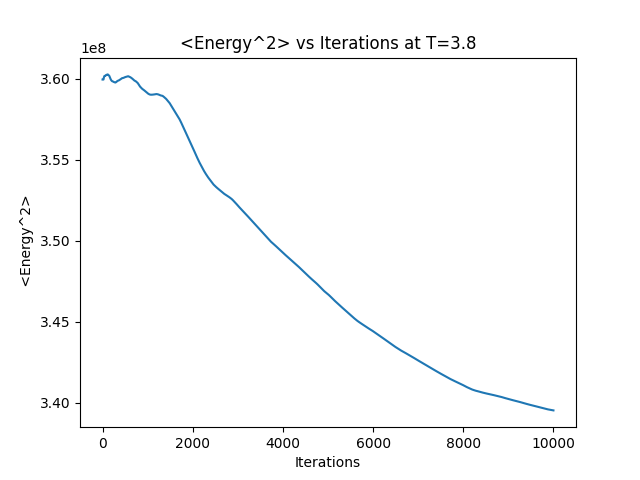 <Energy^2> vs Iterations at T=3.8
1e8
3.60
3.55
3.50
3.45
3.40
<Energy^2>
0 2000 4000 6000 8000 10000
Iterations